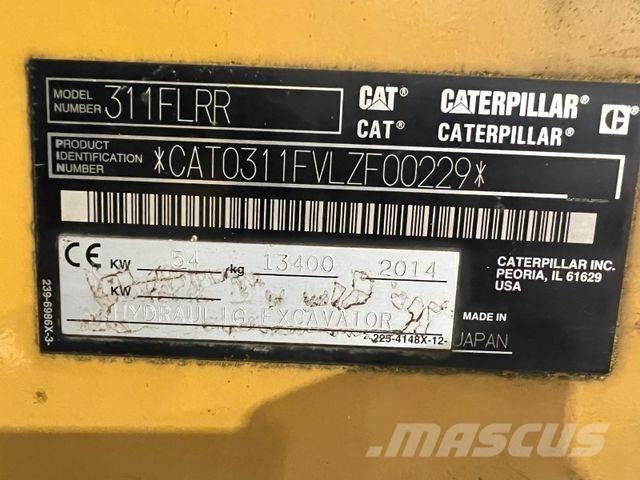 MODEL NUMBER 311FLRR
CAT CATERPILLAR
CAT® CATERPILLAR®
PRODUCT IDENTIFICATION NUMBER *CAT0311FVLZF00229*
CE KW 54 kg 13400 2014
KW
HYDRAULIC EXCAVATOR
CATERPILLAR INC.
PEORIA, IL 61629
USA
MADE IN
JAPAN
239-6986X-3-
225-4148X-12-
MASCUS